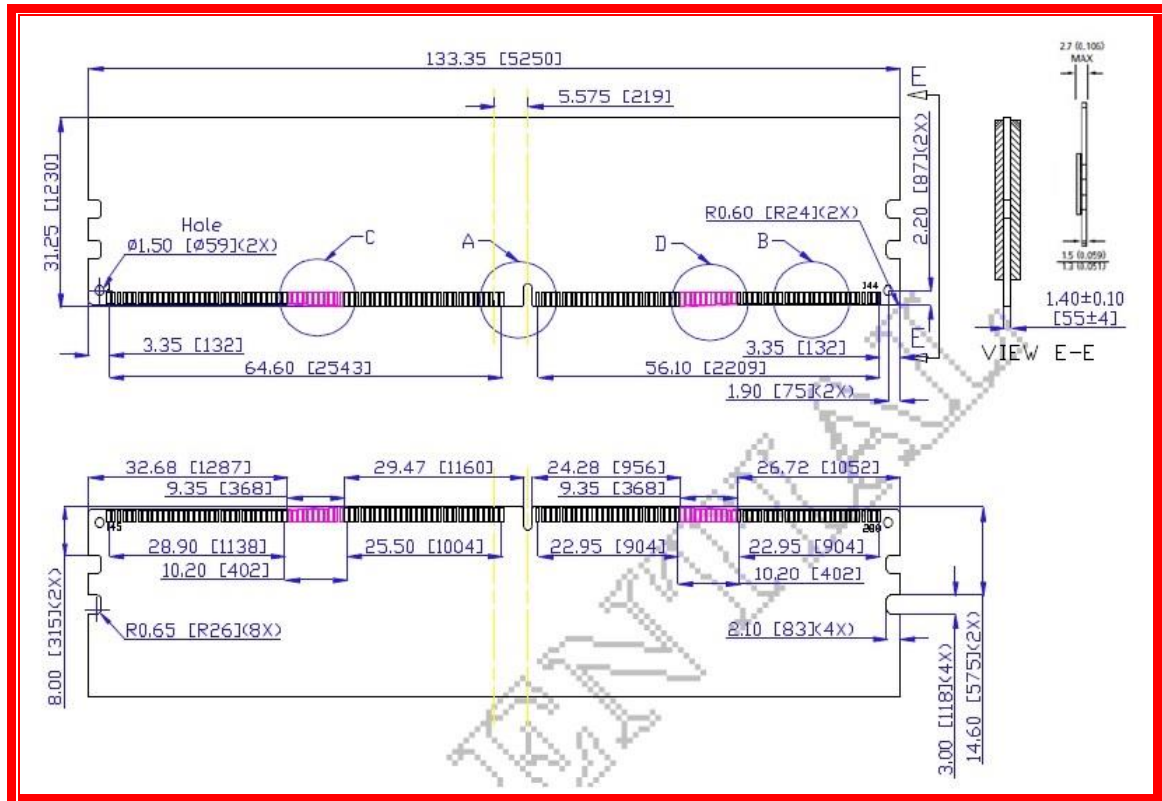 133.35 [5250]
5.575 [219]
E
2.7 (0.106)
MAX
31.25 [1230]
2.20 [87](2X)
Hole
Ø1.50 [Ø59](2X)
C
A
D
B
R0.60 [R24](2X)
144
1.5 (0.059)
1.3 (0.051)
1.40±0.10
[55±4]
E
VIEW E-E
3.35 [132]
3.35 [132]
64.60 [2543]
56.10 [2209]
1.90 [75](2X)
32.68 [1287]
29.47 [1160]
24.28 [956]
26.72 [1052]
9.35 [368]
9.35 [368]
145
28.90 [1138]
25.50 [1004]
22.95 [904]
22.95 [904]
10.20 [402]
10.20 [402]
R0.65 [R26](8X)
2.10 [83](4X)
8.00 [315](2X)
3.00 [118](4X)
14.60 [575](2X)